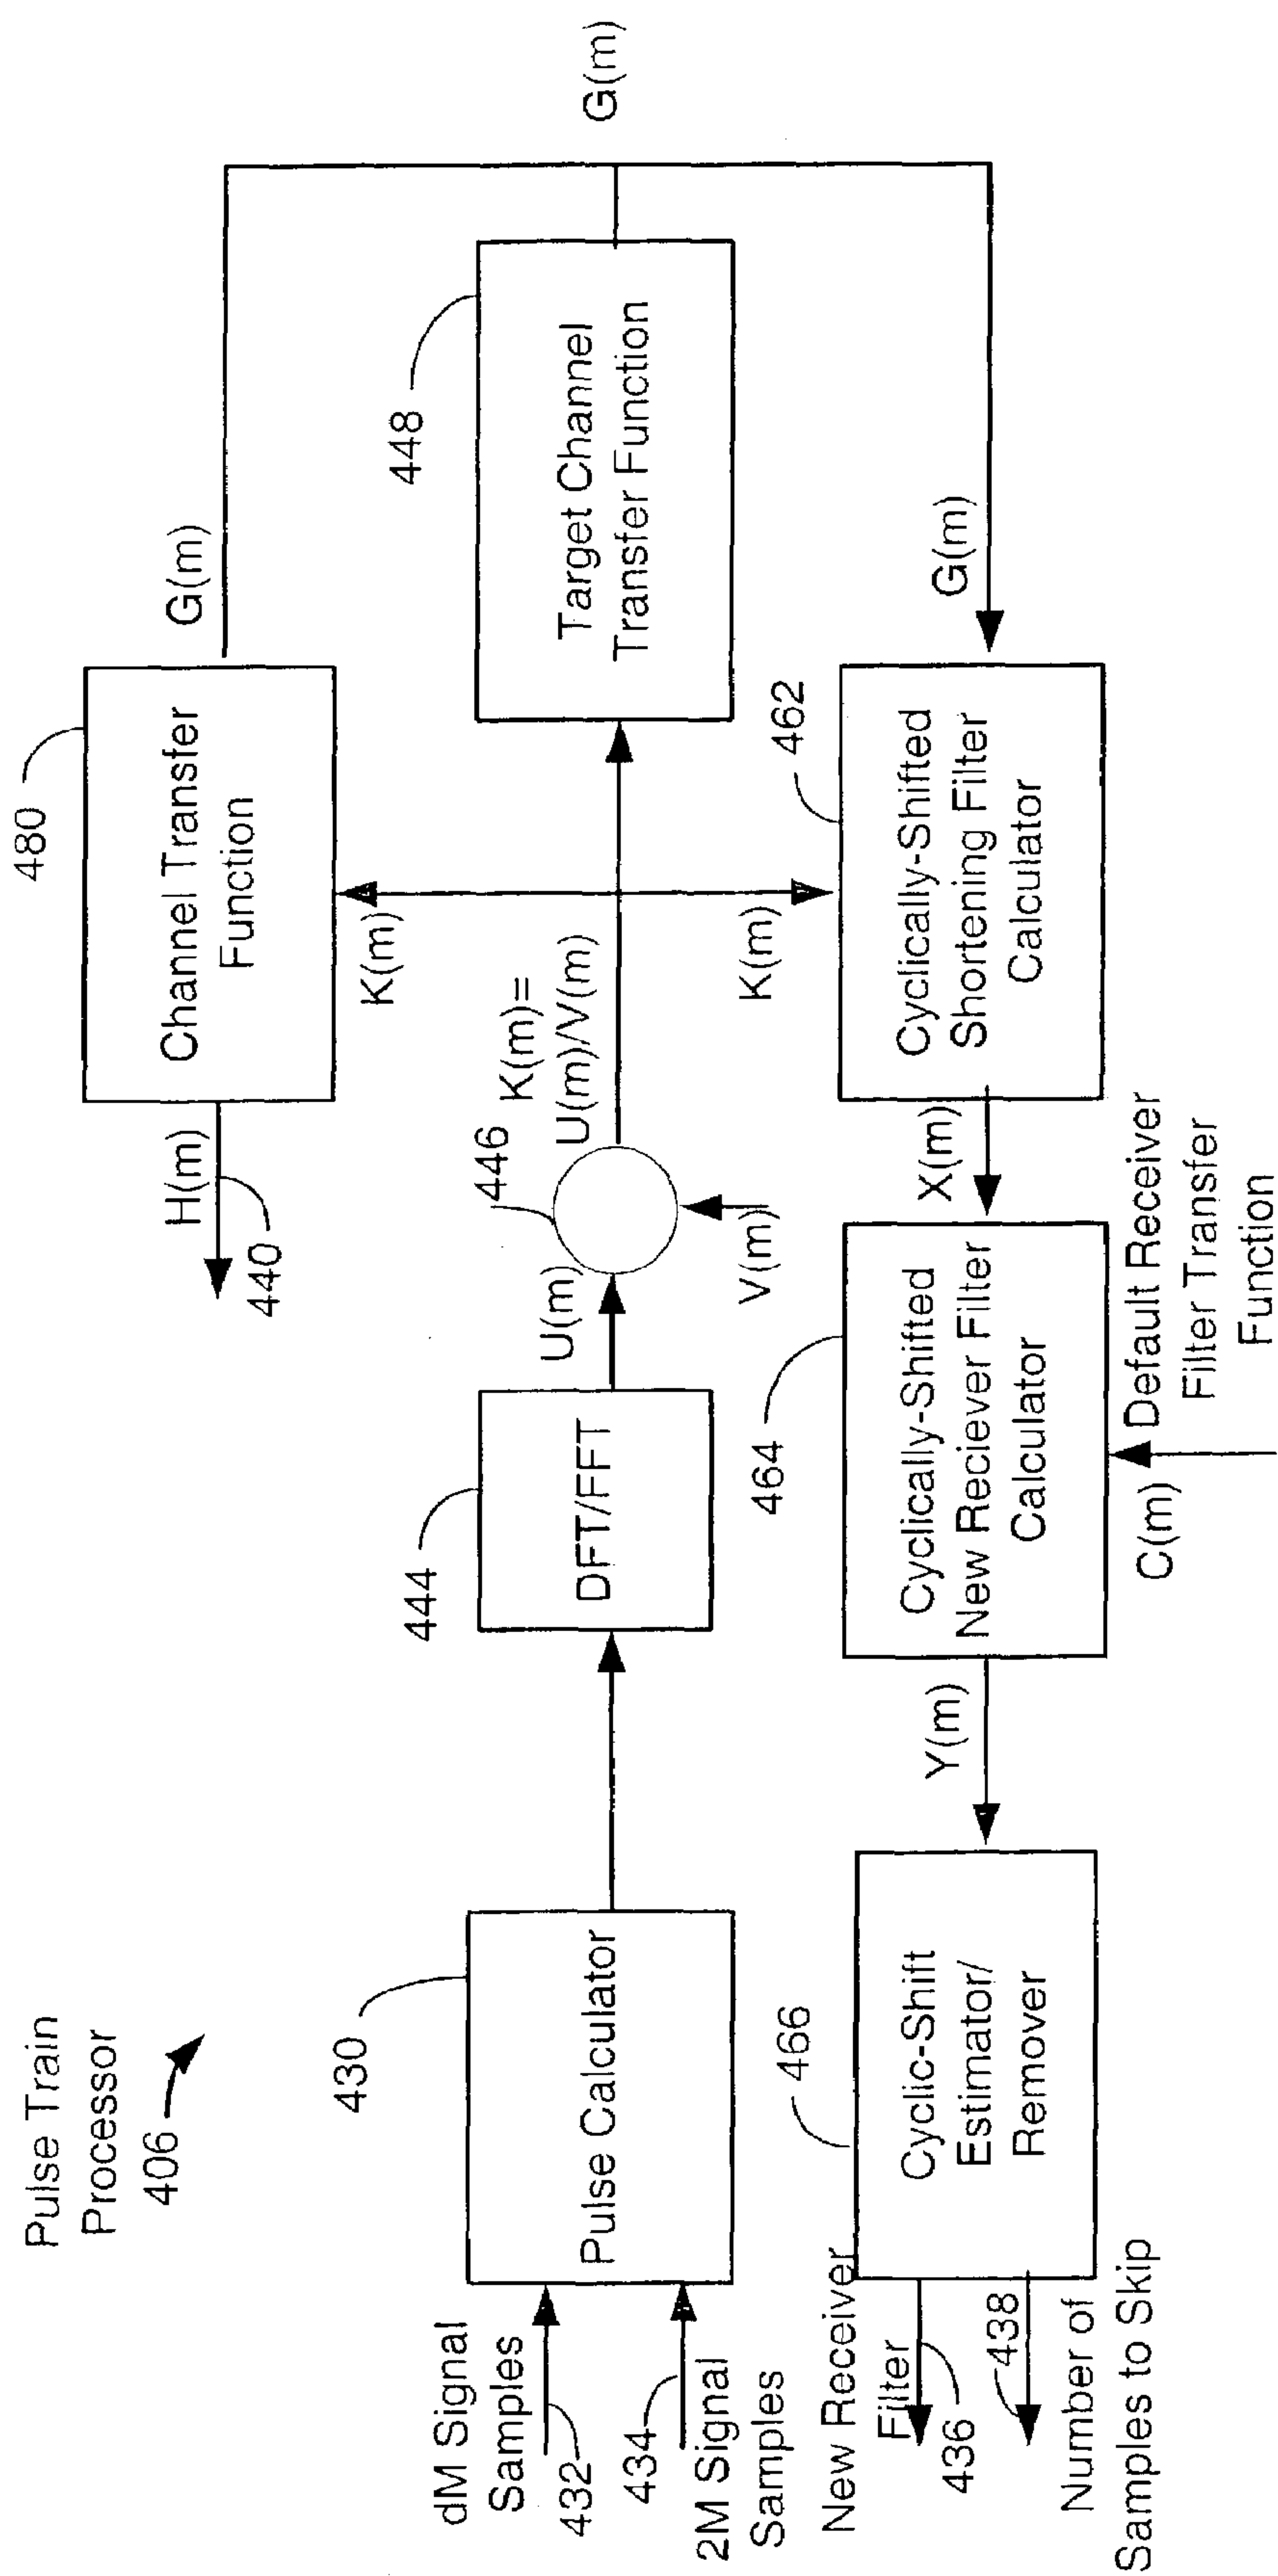 Pulse Train
Processor
406
dM Signal
Samples
432
434
2M Signal
Samples
430
Pulse Calculator
444
DFT/FFT
U(m)
446
V(m)
K(m)=
U(m)/V(m)
K(m)
K(m)
480
Channel Transfer
Function
H(m)
440
G(m)
448
Target Channel
Transfer Function
G(m)
G(m)
462
Cyclically-Shifted
Shortening Filter
Calculator
X(m)
464
Cyclically-Shifted
New Reciever Filter
Calculator
C(m)
Default Receiver
Filter Transfer
Function
Y(m)
466
Cyclic-Shift
Estimator/
Remover
New Receiver
Filter
436
438
Number of
Samples to Skip